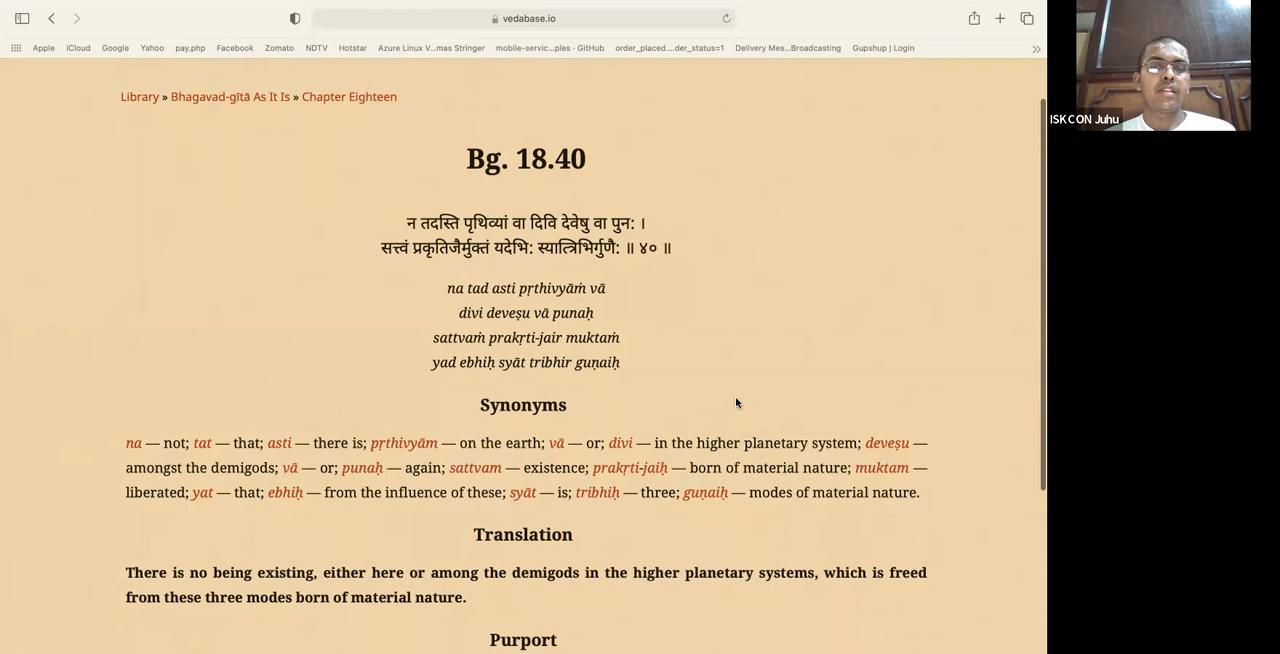 vedabase.io
Apple iCloud Google Yahoo pay.php Facebook Zomato NDTV Hotstar Azure Linux V...mas Stringer mobile-servic...ples · GitHub order_placed....der_status=1 Delivery Mes...Broadcasting Gupshup | Login »
Library » Bhagavad-gītā As It Is » Chapter Eighteen
ISKCON Juhu
Bg. 18.40
न तदस्ति पृथिव्यां वा दिवि देवेषु वा पुन: ।
सत्त्वं प्रकृतिजैर्मुक्तं यदेभि: स्यात्‍त्रिभिर्गुणै: ॥ ४० ॥
na tad asti pṛthivyāṁ vā
divi deveṣu vā punaḥ
sattvaṁ prakṛti-jair muktaṁ
yad ebhiḥ syāt tribhir guṇaiḥ
Synonyms
na — not; tat — that; asti — there is; pṛthivyām — on the earth; vā — or; divi — in the higher planetary system; deveṣu —
amongst the demigods; vā — or; punaḥ — again; sattvam — existence; prakṛti-jaiḥ — born of material nature; muktam —
liberated; yat — that; ebhiḥ — from the influence of these; syāt — is; tribhiḥ — three; guṇaiḥ — modes of material nature.
Translation
There is no being existing, either here or among the demigods in the higher planetary systems, which is freed
from these three modes born of material nature.
Purport